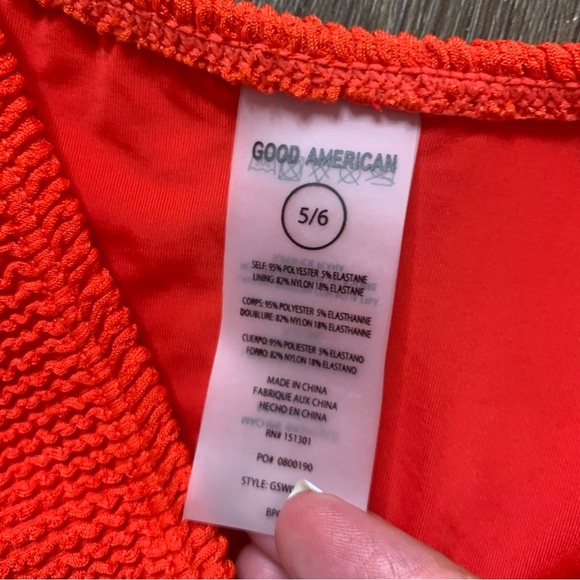 GOOD AMERICAN
5/6
SELF: 95% POLYESTER 5% ELASTANE
LINING: 82% NYLON 18% ELASTANE
CORPS: 95% POLYESTER 5% ELASTHANNE
DOUBLURE: 82% NYLON 18% ELASTHANNE
CUERPO: 95% POLIESTER 5% ELASTANO
FORRO: 82% NYLON 18% ELASTANO
MADE IN CHINA
FABRIQUE AUX CHINA
HECHO EN CHINA
RN# 151301
PO# 0800190
STYLE: GSW